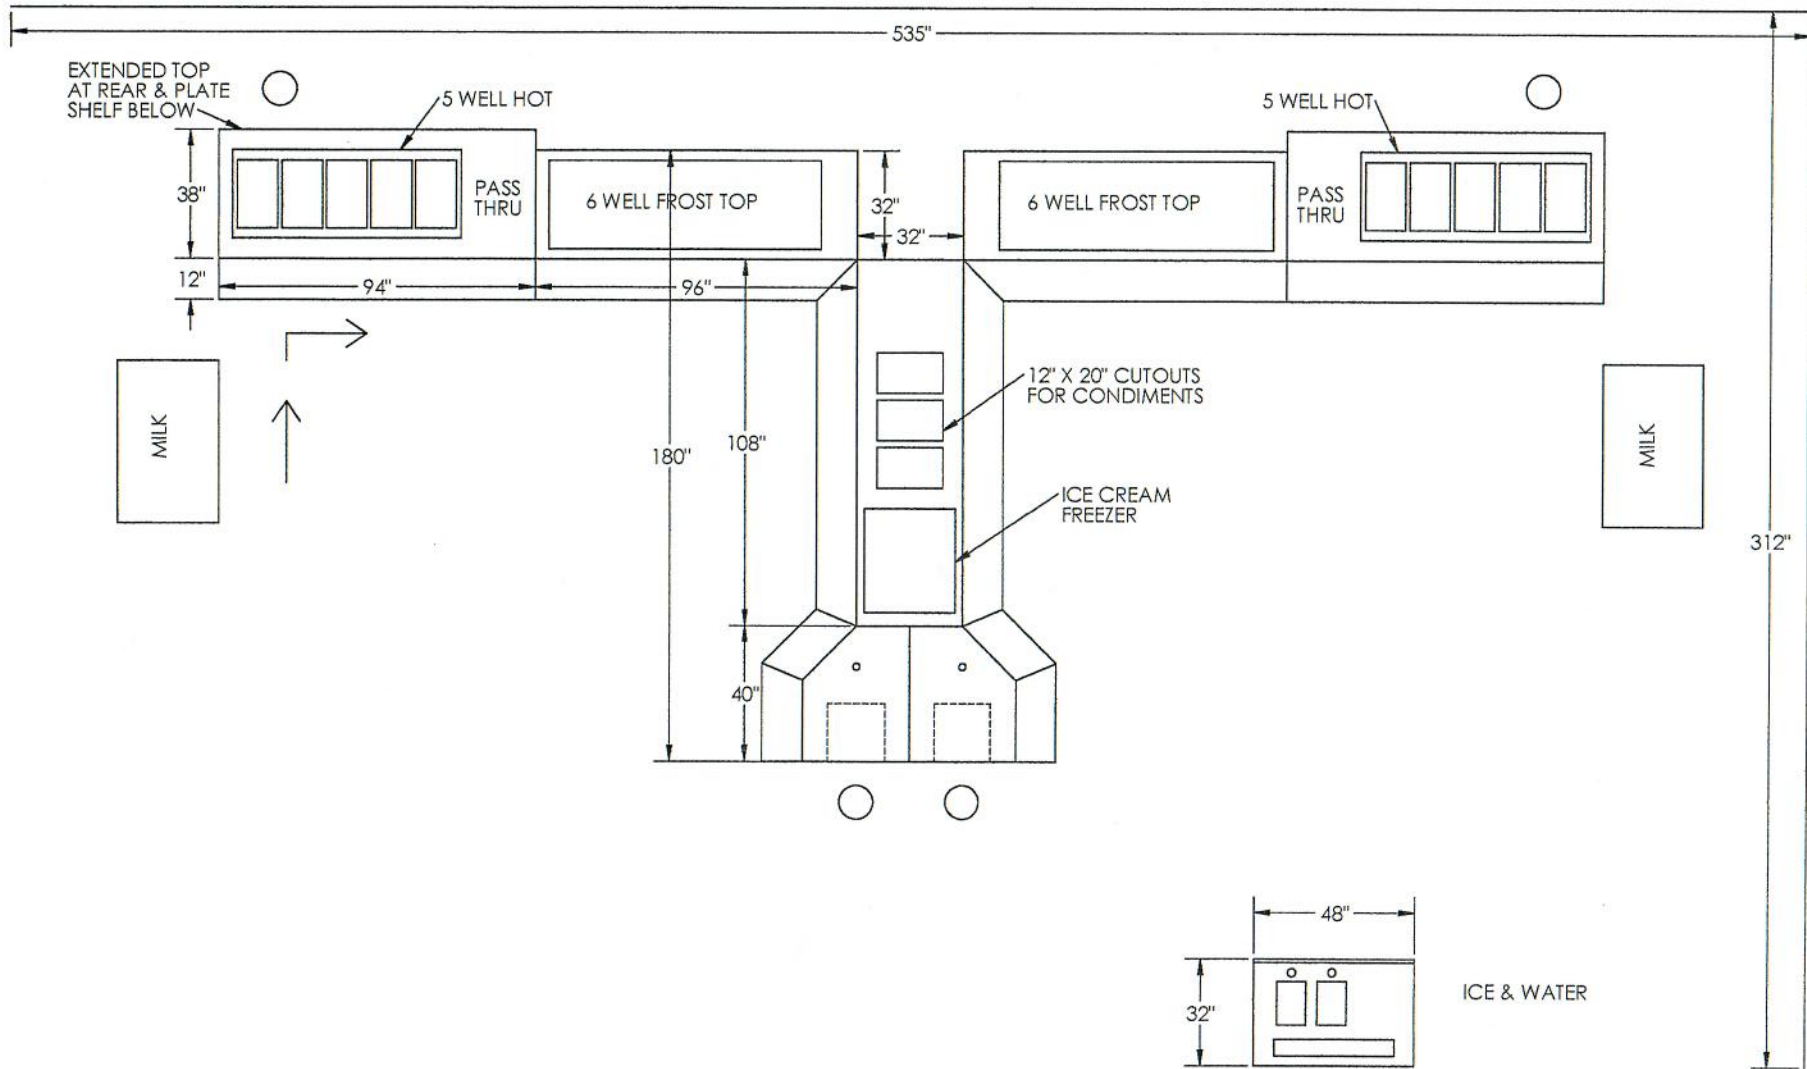 535"
EXTENDED TOP
AT REAR & PLATE
SHELF BELOW
5 WELL HOT
5 WELL HOT
38"
PASS
THRU
6 WELL FROST TOP
32"
32"
6 WELL FROST TOP
PASS
THRU
12"
94"
96"
12" X 20" CUTOUTS
FOR CONDIMENTS
MILK
180"
108"
MILK
ICE CREAM
FREEZER
312"
40"
48"
32"
ICE & WATER